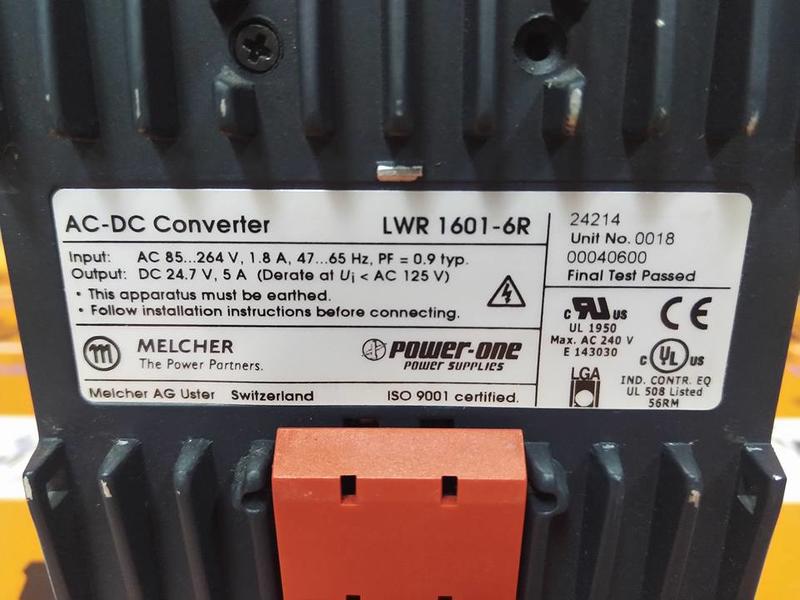 AC-DC Converter LWR 1601-6R
Input: AC 85...264 V, 1.8 A, 47...65 Hz, PF = 0.9 typ.
Output: DC 24.7 V, 5 A (Derate at Ui < AC 125 V)
• This apparatus must be earthed.
• Follow installation instructions before connecting.
m MELCHER
The Power Partners.
POWER-ONE
POWER SUPPLIES
Melcher AG Uster Switzerland ISO 9001 certified.
24214
Unit No. 0018
00040600
Final Test Passed
c RU US
UL 1950
Max. AC 240 V
E 143030
CE
c UL US
LGA
IND. CONTR. EQ
UL 508 Listed
56RM